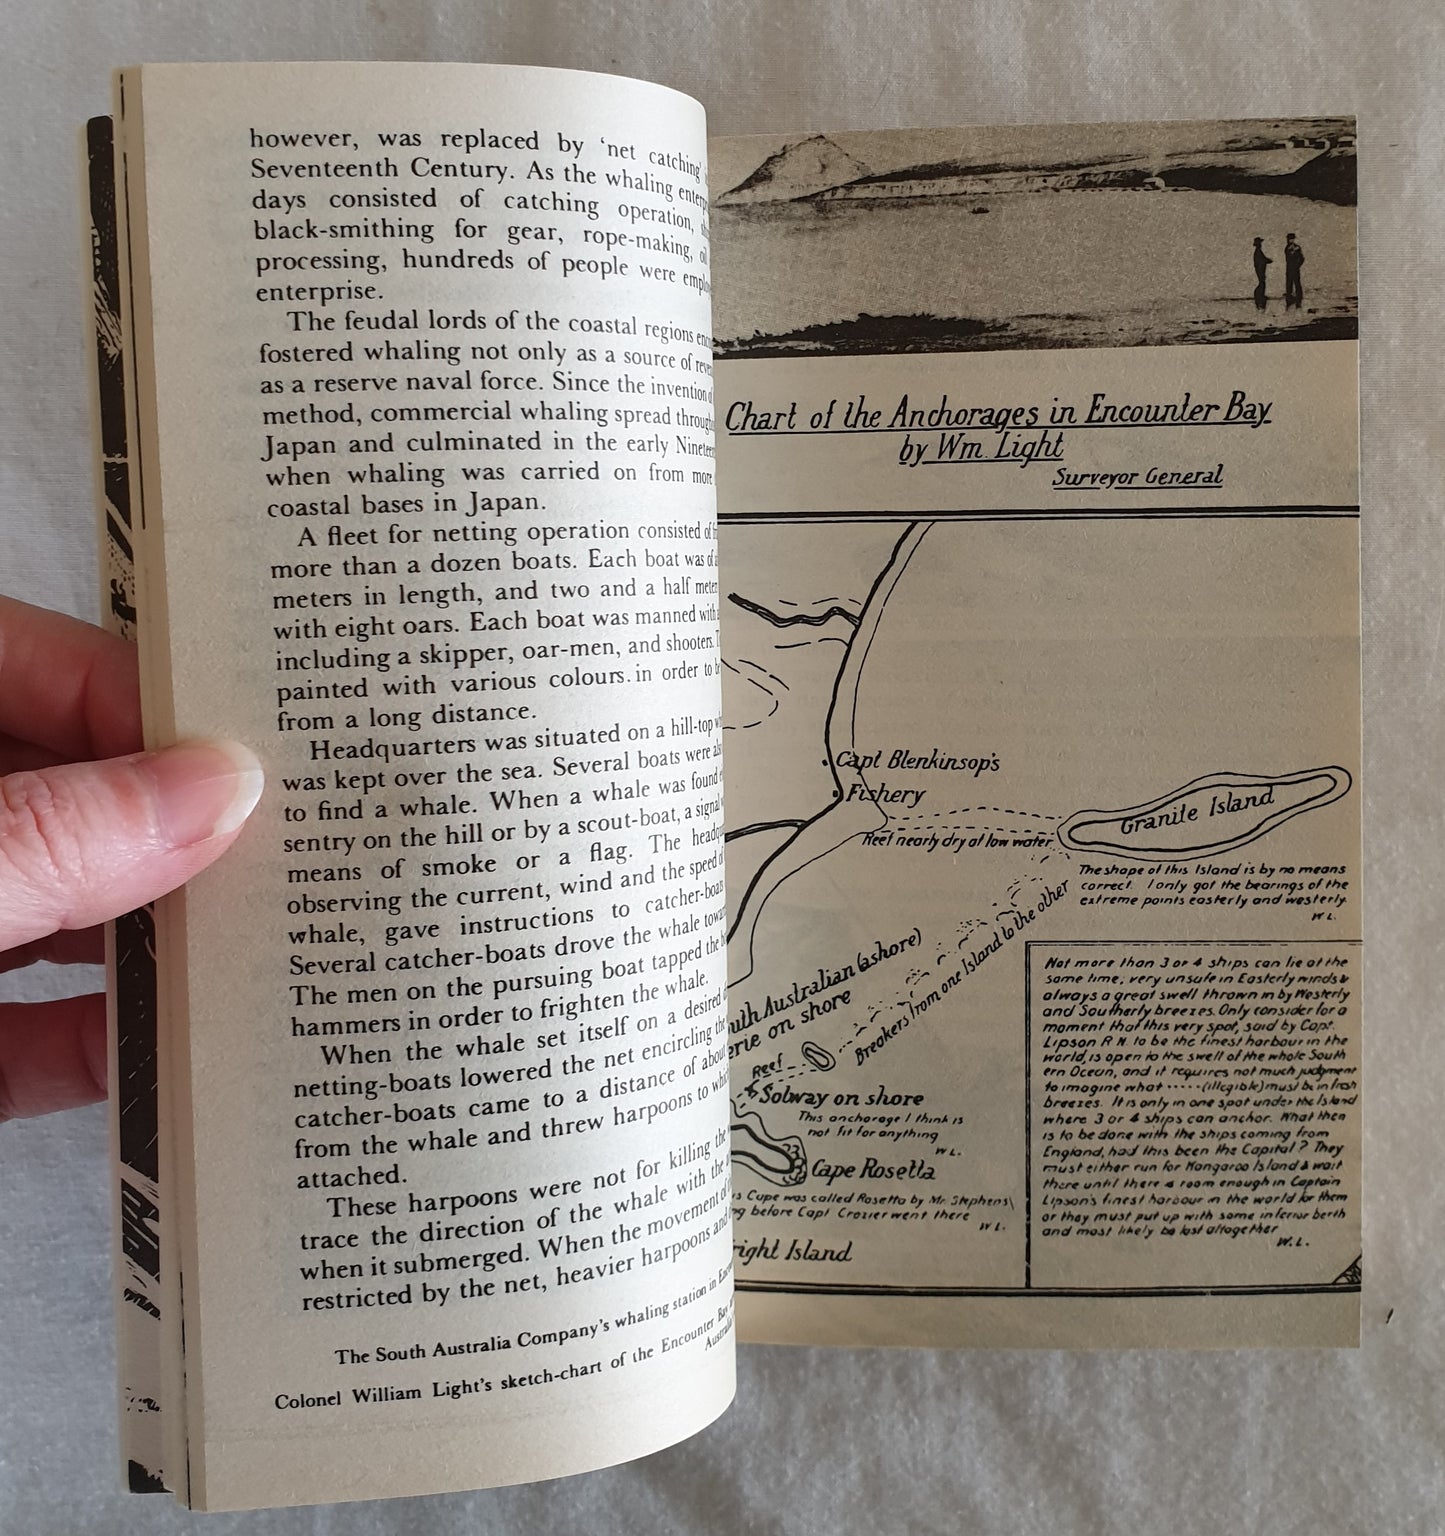 however, was replaced by 'net catching'
Seventeenth Century. As the whaling
days consisted of catching operation,
black-smithing for gear, rope-making,
processing, hundreds of people were
enterprise.
The feudal lords of the coastal regions
fostered whaling not only as a source of
as a reserve naval force. Since the invention
method, commercial whaling spread
Japan and culminated in the early
when whaling was carried on from more
coastal bases in Japan.
A fleet for netting operation consisted of
more than a dozen boats. Each boat was
meters in length, and two and a half
with eight oars. Each boat was manned
including a skipper, oar-men, and shooters.
painted with various colours. in order to
from a long distance.
Headquarters was situated on a hill-top
was kept over the sea. Several boats were
to find a whale. When a whale was found
sentry on the hill or by a scout-boat, a signal
means of smoke or a flag. The
observing the current, wind and the speed
whale, gave instructions to catcher-boats
Several catcher-boats drove the whale
The men on the pursuing boat tapped the
hammers in order to frighten the whale.
When the whale set itself on a desired
netting-boats lowered the net encircling the
catcher-boats came to a distance of about
from the whale and threw harpoons to
attached.
These harpoons were not for killing the
trace the direction of the whale with the
when it submerged. When the movement
restricted by the net, heavier harpoons and
The South Australia Company's whaling station in
Colonel William Light's sketch-chart of the Encounter Bay
Chart of the Anchorages in Encounter Bay
by Wm. Light
Surveyor General
Capt Blenkinsop's
Fishery
Granite Island
Reef nearly dry at low water
The shape of this Island is by no means
correct. I only got the bearings of the
extreme points easterly and westerly.
W L.
Breakers from one Island to the other
Australian (ashore)
on shore
Reef
Solway on shore
This anchorage I think is
not fit for anything
W L.
Cape Rosetta
Cape was called Rosetta by Mr. Stephens
before Capt Crozier went there
W L.
Island
Not more than 3 or 4 ships can lie at the
same time, very unsafe in Easterly winds &
always a great swell thrown in by Westerly
and Southerly breezes. Only consider for a
moment that this very spot, said by Capt.
Lipson R N. to be the finest harbour in the
world, is open to the swell of the whole South
ern Ocean, and it requires not much judgment
to imagine what ..... (illegible) must be in fresh
breezes. It is only in one spot under the Island
where 3 or 4 ships can anchor. What then
is to be done with the ships coming from
England, had this been the Capital? They
must either run for Kangaroo Island & wait
there until there is room enough in Captain
Lipson's finest harbour in the world for them
or they must put up with some inferior berth
and most likely be lost altogether
W. L.